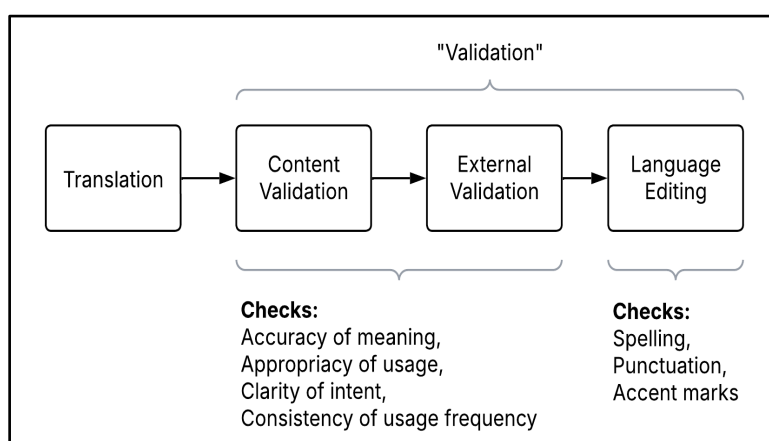 "Validation"
Translation
Content
Validation
External
Validation
Language
Editing
Checks:
Accuracy of meaning,
Appropriacy of usage,
Clarity of intent,
Consistency of usage frequency
Checks:
Spelling,
Punctuation,
Accent marks